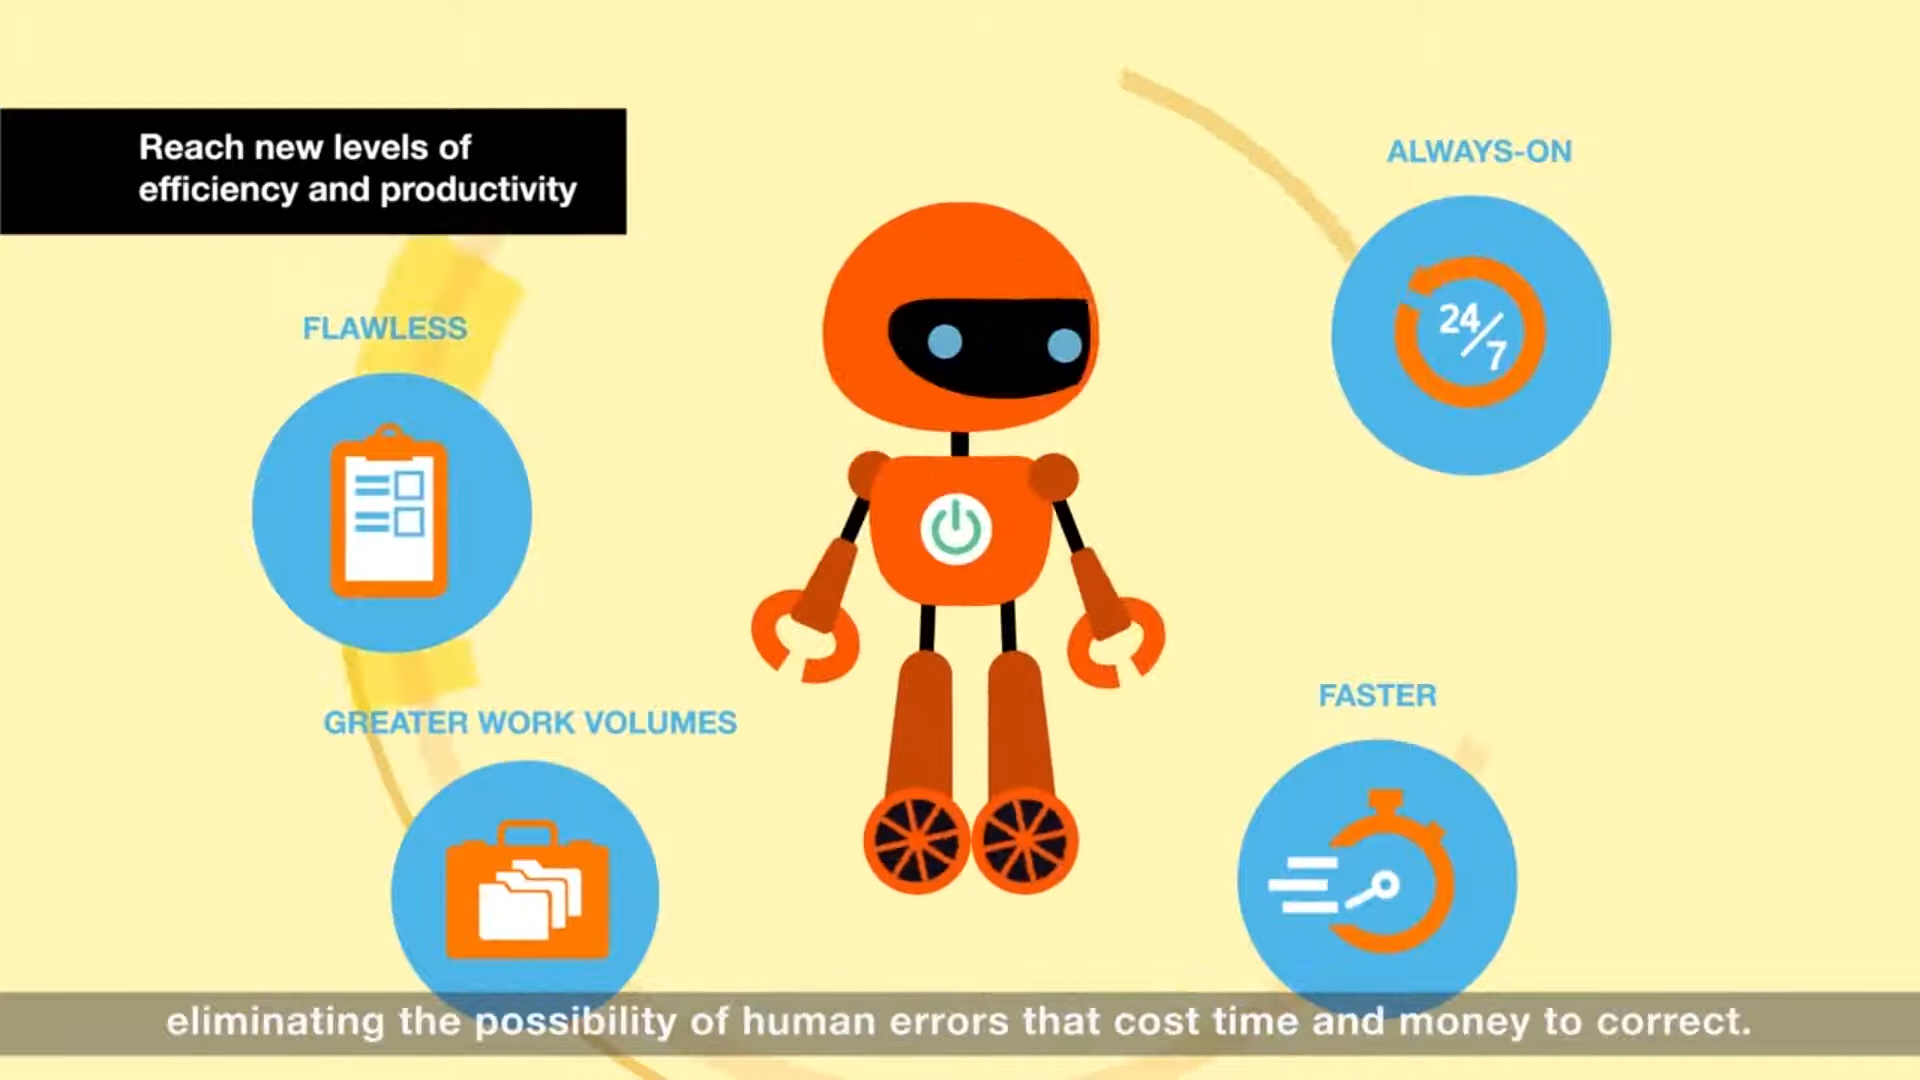 Reach new levels of
efficiency and productivity
ALWAYS-ON
24/7
FLAWLESS
FASTER
GREATER WORK VOLUMES
eliminating the possibility of human errors that cost time and money to correct.